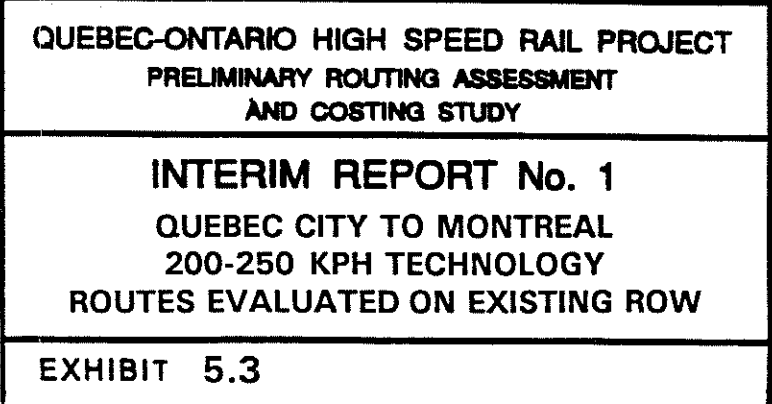 QUEBEC-ONTARIO HIGH SPEED RAIL PROJECT
PRELIMINARY ROUTING ASSESSMENT
AND COSTING STUDY
INTERIM REPORT No. 1
QUEBEC CITY TO MONTREAL
200-250 KPH TECHNOLOGY
ROUTES EVALUATED ON EXISTING ROW
EXHIBIT 5.3